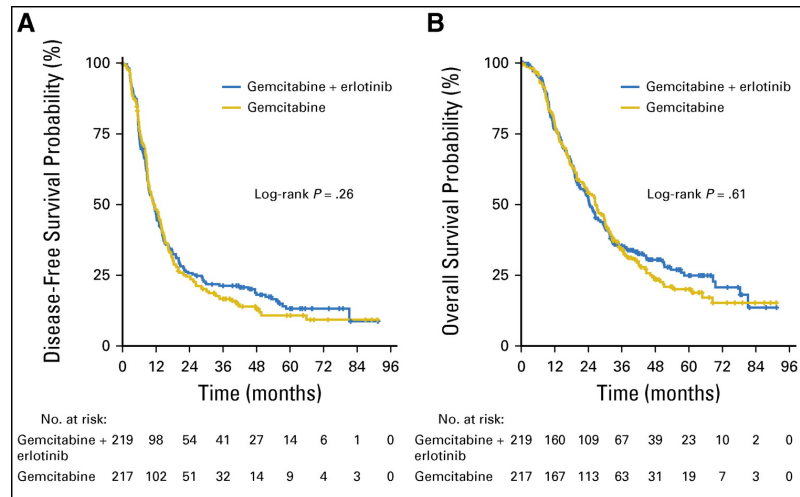 A
Disease-Free Survival Probability (%)
100
75
50
25
0
Gemcitabine + erlotinib
Gemcitabine
Log-rank P = .26
0 12 24 36 48 60 72 84 96
Time (months)
No. at risk:
Gemcitabine + 219 98 54 41 27 14 6 1 0
erlotinib
Gemcitabine 217 102 51 32 14 9 4 3 0
B
Overall Survival Probability (%)
100
75
50
25
0
Gemcitabine + erlotinib
Gemcitabine
Log-rank P = .61
0 12 24 36 48 60 72 84 96
Time (months)
No. at risk:
Gemcitabine + 219 160 109 67 39 23 10 2 0
erlotinib
Gemcitabine 217 167 113 63 31 19 7 3 0